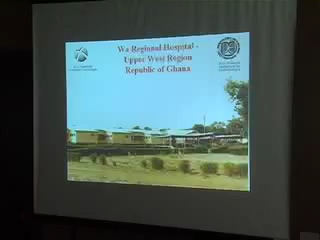 Wa Regional Hospital -
Upper West Region
Republic of Ghana